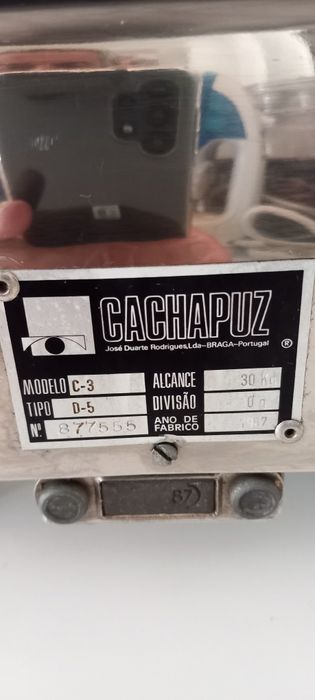 CACHAPUZ
José Duarte Rodrigues,Lda-BRAGA-Portugal ®
MODELO C-3 ALCANCE 30 K
TIPO D-5 DIVISÃO g
Nº 877555 ANO DE FABRICO
87